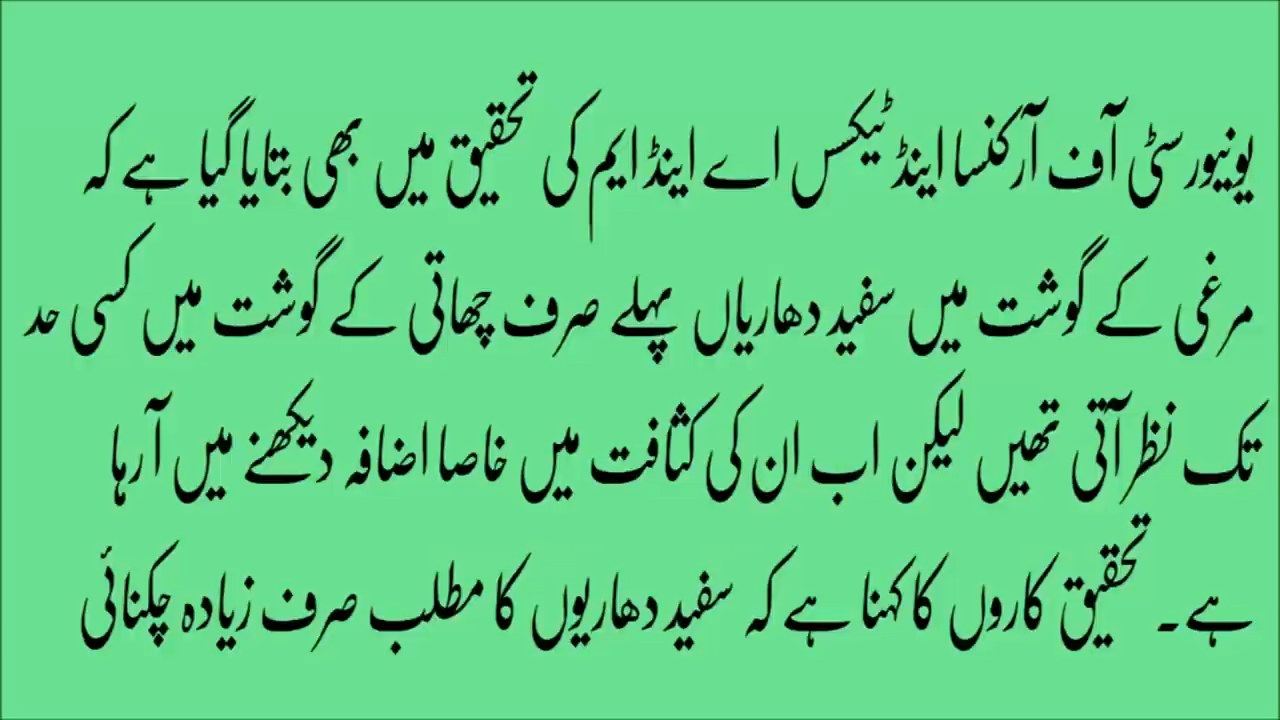 یونیورسٹی آف آرکنسا اینڈ ٹیکس اے اینڈ ایم کی تحقیق میں بھی بتایا گیا ہے کہ
مرغی کے گوشت میں سفید دھاریاں پہلے صرف چھاتی کے گوشت میں کسی حد
تک نظر آتی تھیں لیکن اب ان کی کثافت میں خاصا اضافہ دیکھنے میں آ رہا
ہے۔ تحقیق کاروں کا کہنا ہے کہ سفید دھاریوں کا مطلب صرف زیادہ چکنائی